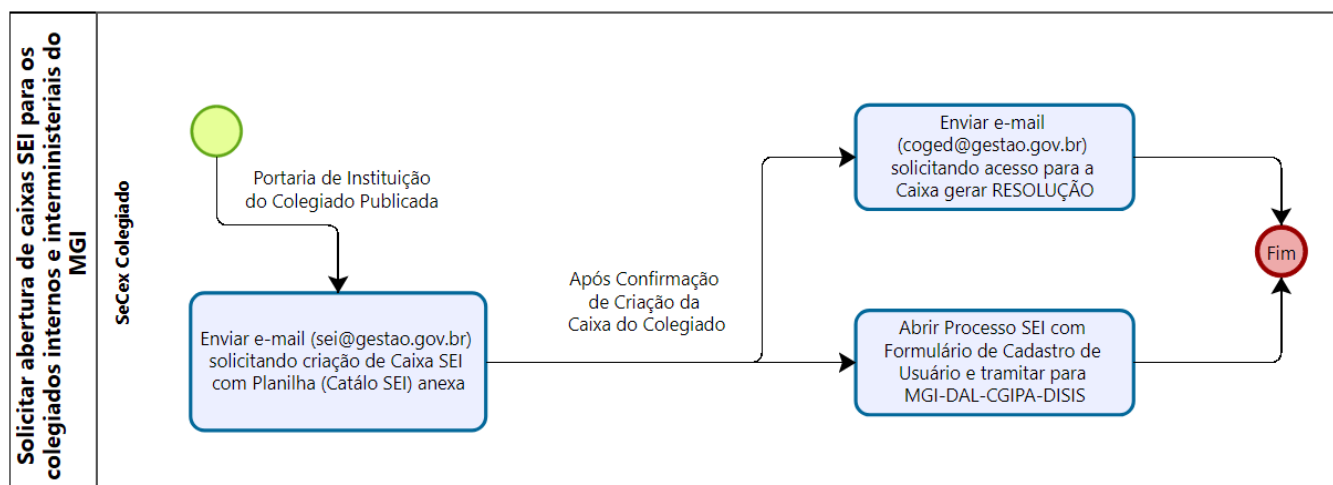 Solicitar abertura de caixas SEI para os
colegiados internos e interministeriais do
MGI
SeCex Colegiado
Portaria de Instituição
do Colegiado Publicada
Enviar e-mail (sei@gestao.gov.br)
solicitando criação de Caixa SEI
com Planilha (Catálo SEI) anexa
Após Confirmação
de Criação da
Caixa do Colegiado
Enviar e-mail
(coged@gestao.gov.br)
solicitando acesso para a
Caixa gerar RESOLUÇÃO
Abrir Processo SEI com
Formulário de Cadastro de
Usuário e tramitar para
MGI-DAL-CGIPA-DISIS
Fim